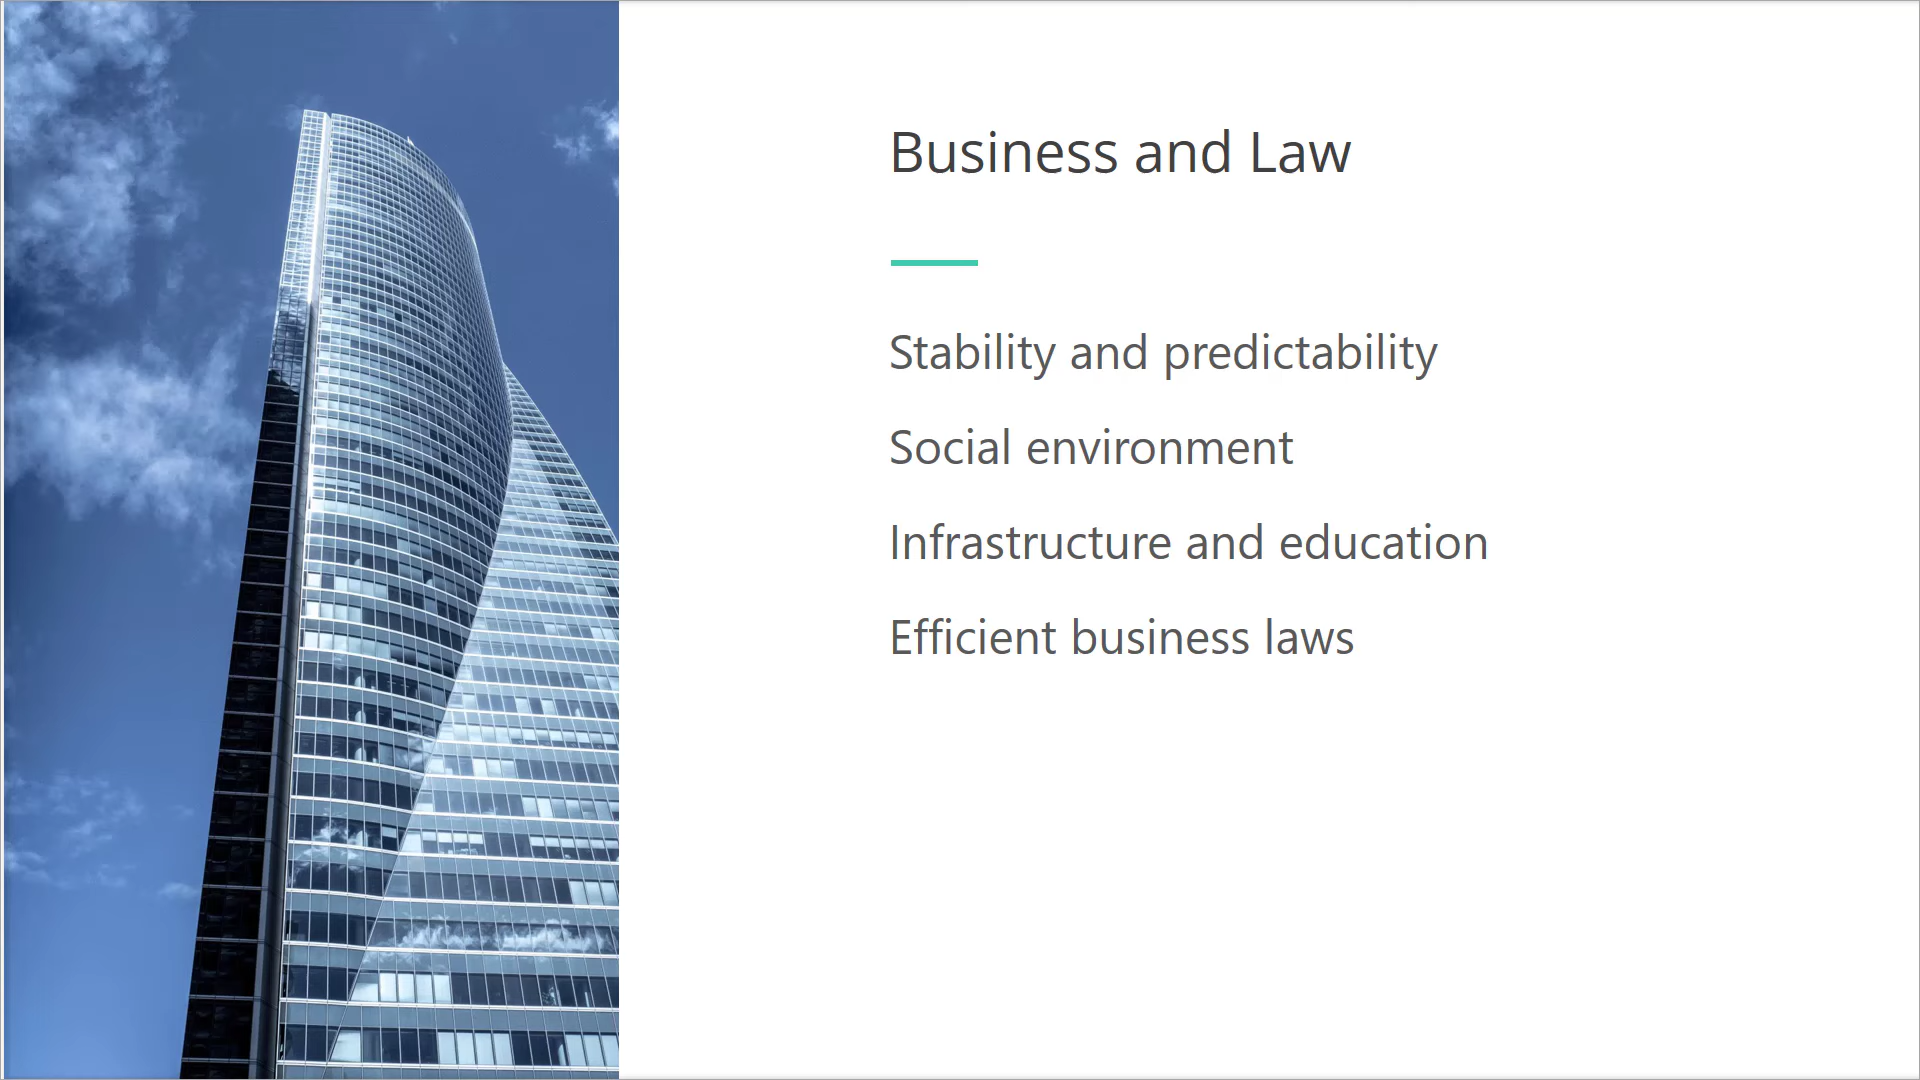 Business and Law
Stability and predictability
Social environment
Infrastructure and education
Efficient business laws